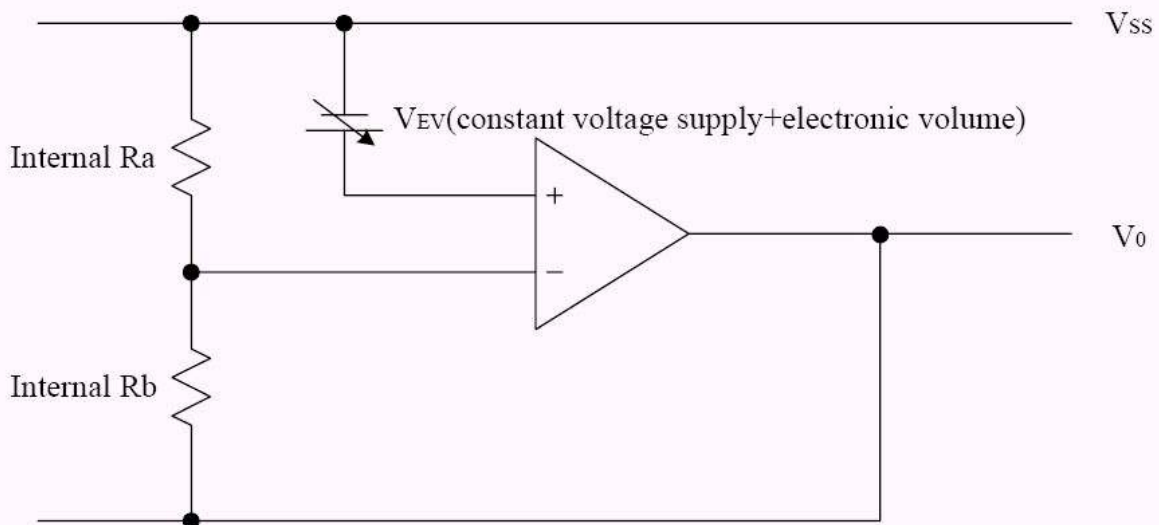 VSS
VEV(constant voltage supply+electronic volume)
Internal Ra
+
V0
−
Internal Rb